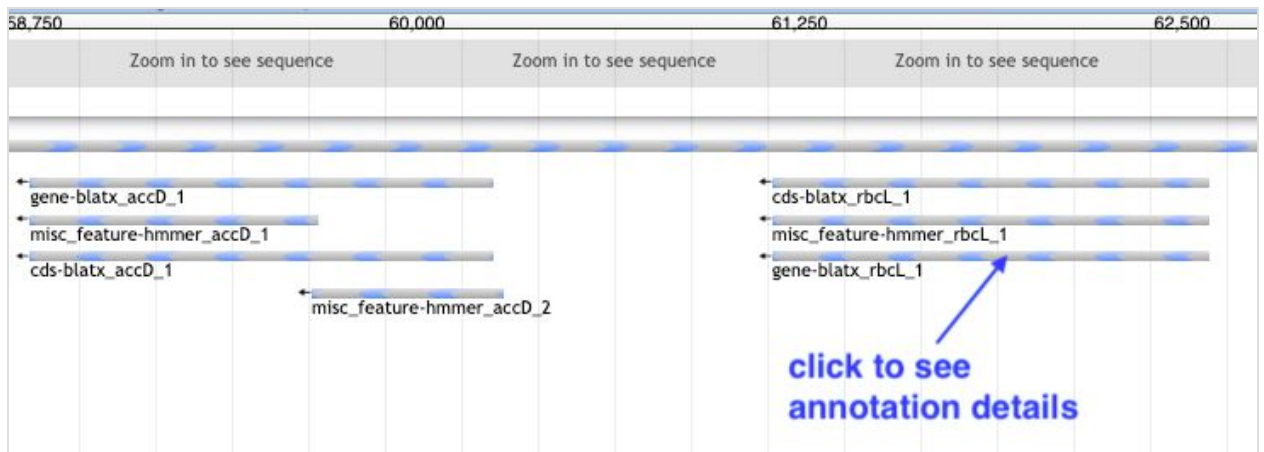 58,750 60,000 61,250 62,500
Zoom in to see sequence Zoom in to see sequence Zoom in to see sequence
gene-blatx_accD_1 cds-blatx_rbcL_1
misc_feature-hmmer_accD_1 misc_feature-hmmer_rbcL_1
cds-blatx_accD_1 gene-blatx_rbcL_1
misc_feature-hmmer_accD_2
click to see
annotation details